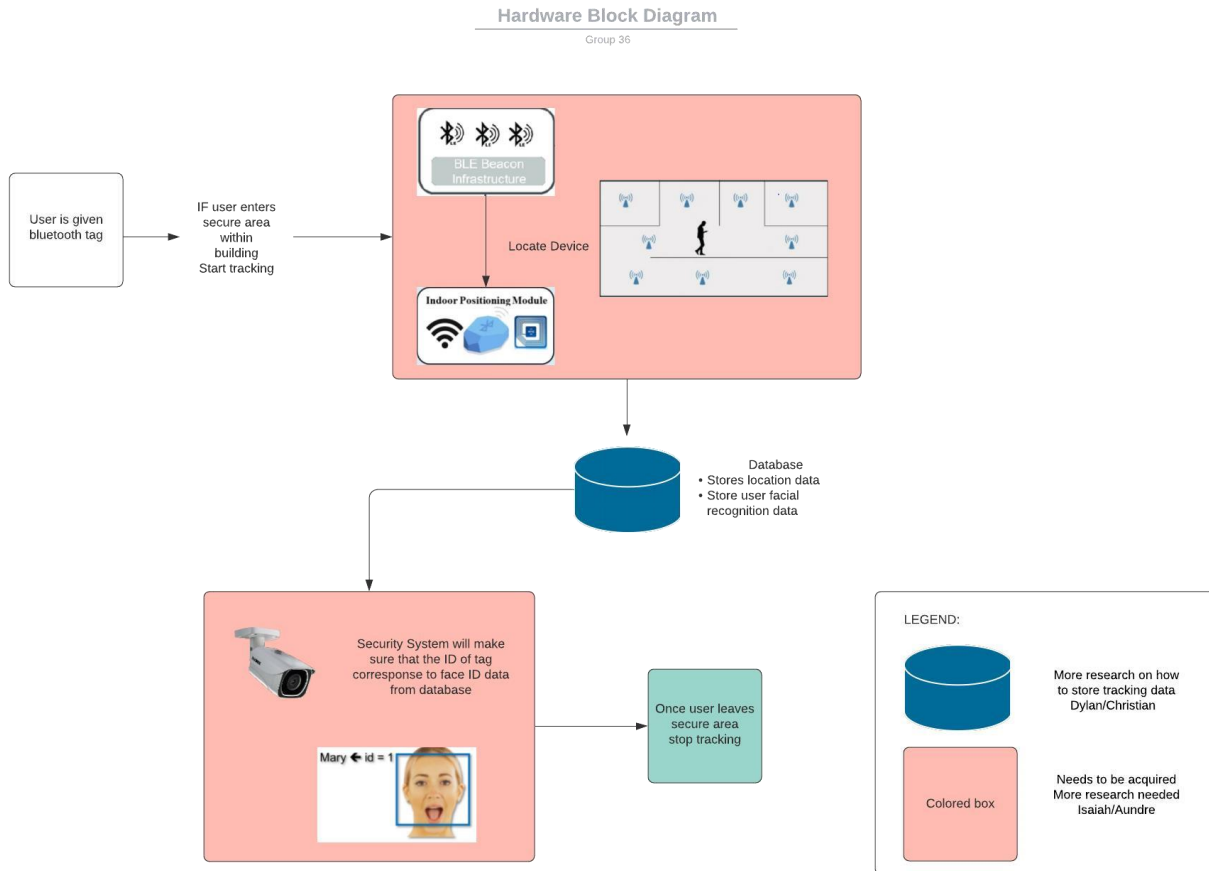 Hardware Block Diagram
Group 36
User is given
bluetooth tag
IF user enters
secure area
within
building
Start tracking
BLE Beacon
Infrastructure
Locate Device
Indoor Positioning Module
Database
• Stores location data
• Store user facial
recognition data
Security System will make
sure that the ID of tag
corresponse to face ID data
from database
Mary 🡸 id = 1
Once user leaves
secure area
stop tracking
LEGEND:
More research on how
to store tracking data
Dylan/Christian
Colored box
Needs to be acquired
More research needed
Isaiah/Aundre